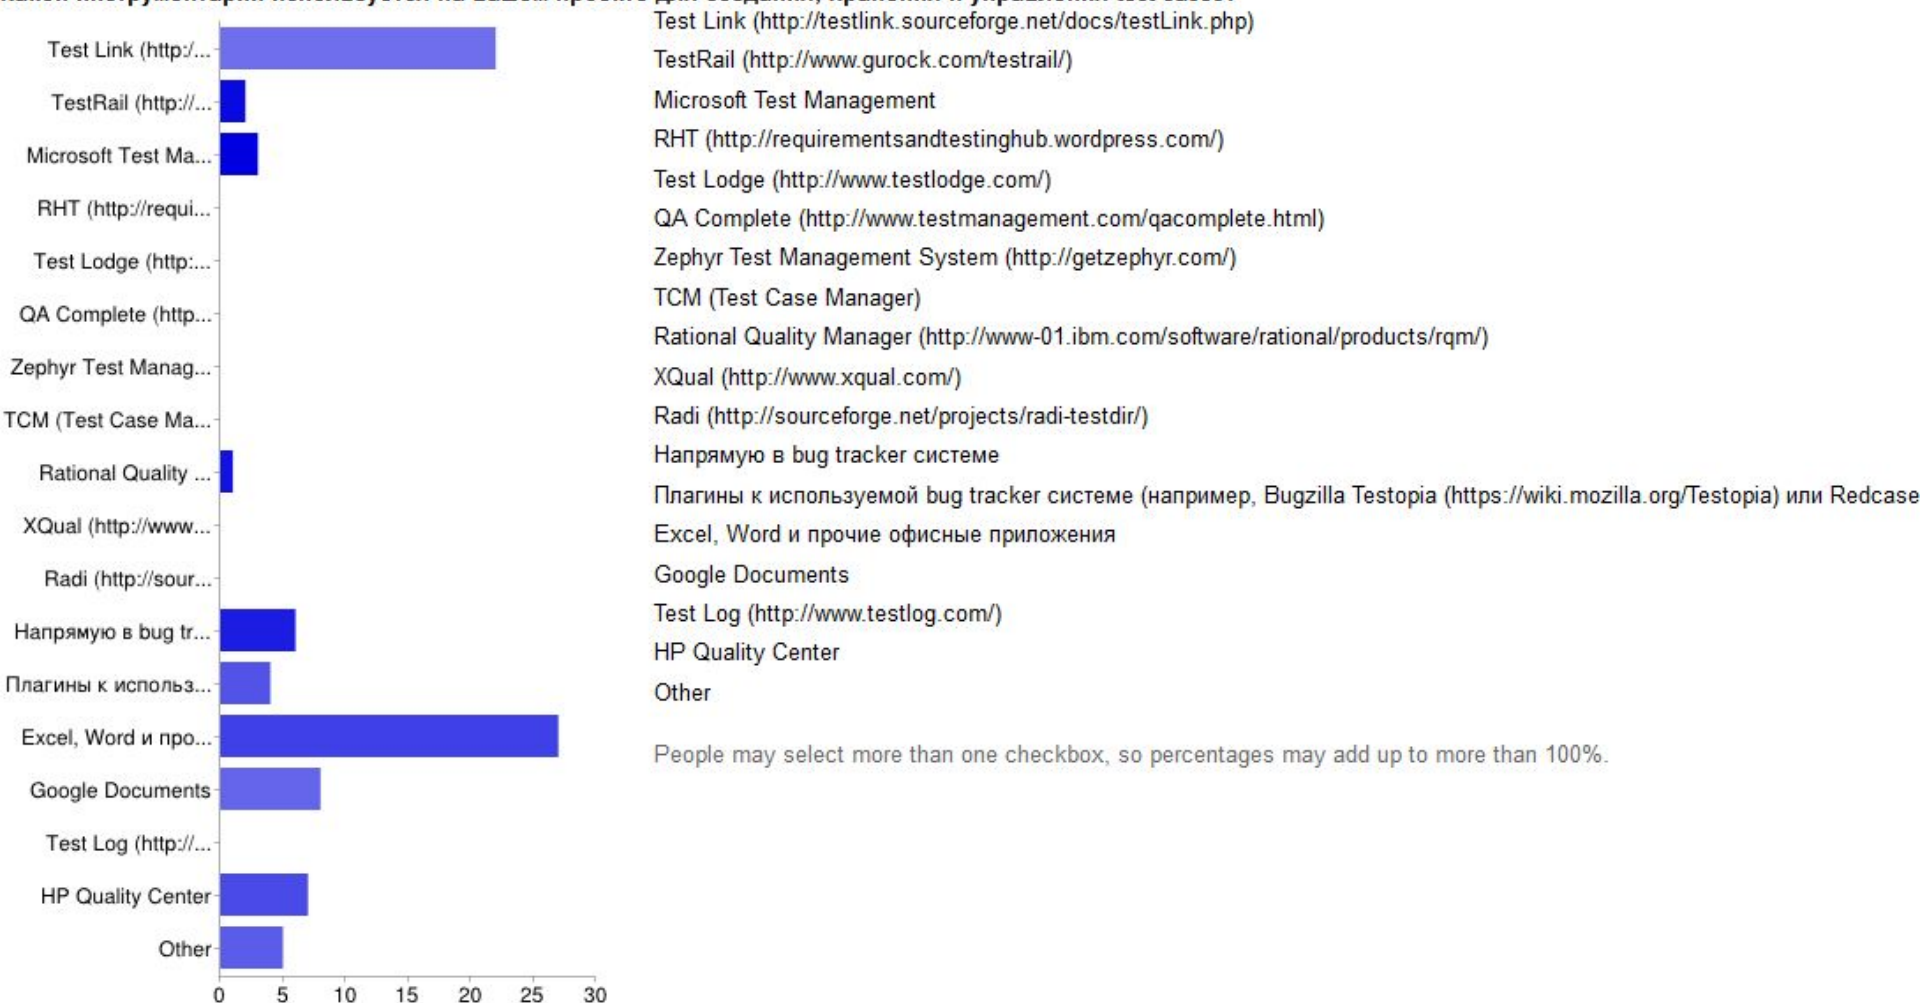 Test Link (http:/...
TestRail (http://...
Microsoft Test Ma...
RHT (http://requi...
Test Lodge (http:...
QA Complete (http...
Zephyr Test Manag...
TCM (Test Case Ma...
Rational Quality ...
XQual (http://www...
Radi (http://sour...
Напрямую в bug tr...
Плагины к использ...
Excel, Word и про...
Google Documents
Test Log (http://...
HP Quality Center
Other
0 5 10 15 20 25 30
Test Link (http://testlink.sourceforge.net/docs/testLink.php)
TestRail (http://www.gurock.com/testrail/)
Microsoft Test Management
RHT (http://requirementsandtestinghub.wordpress.com/)
Test Lodge (http://www.testlodge.com/)
QA Complete (http://www.testmanagement.com/qacomplete.html)
Zephyr Test Management System (http://getzephyr.com/)
TCM (Test Case Manager)
Rational Quality Manager (http://www-01.ibm.com/software/rational/products/rqm/)
XQual (http://www.xqual.com/)
Radi (http://sourceforge.net/projects/radi-testdir/)
Напрямую в bug tracker системе
Плагины к используемой bug tracker системе (например, Bugzilla Testopia (https://wiki.mozilla.org/Testopia) или Redcase
Excel, Word и прочие офисные приложения
Google Documents
Test Log (http://www.testlog.com/)
HP Quality Center
Other
People may select more than one checkbox, so percentages may add up to more than 100%.